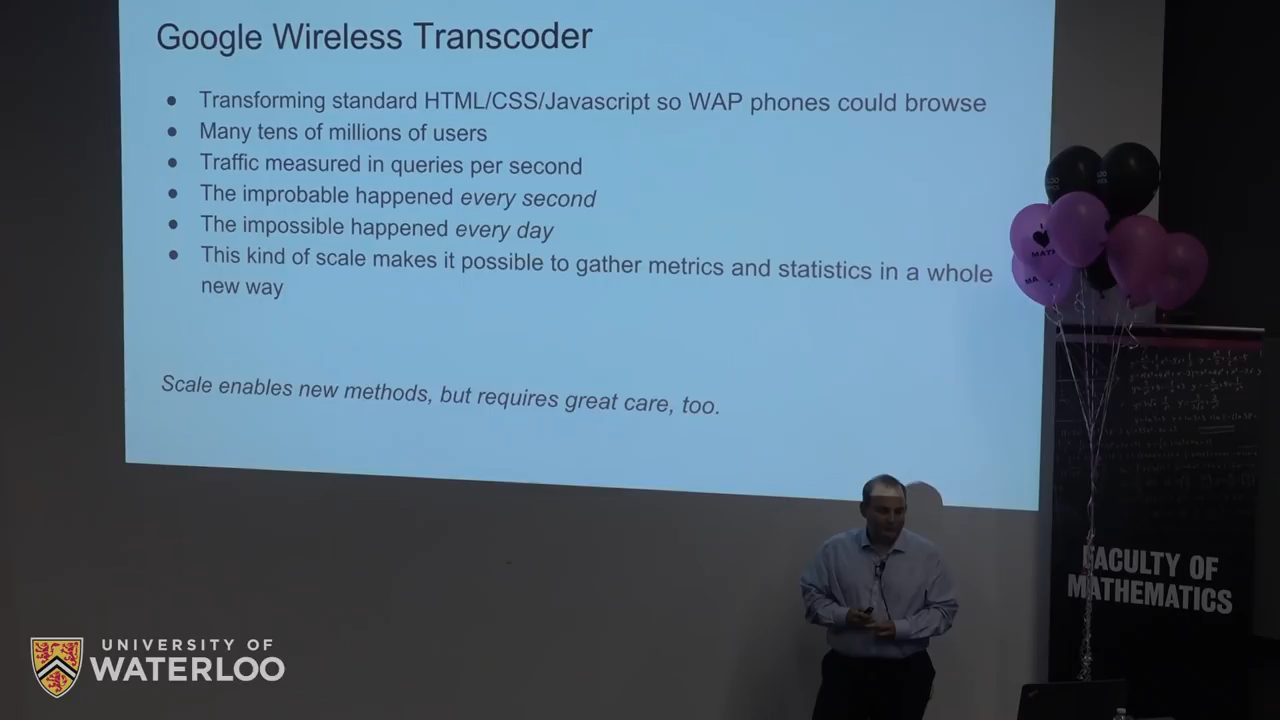 Google Wireless Transcoder
● Transforming standard HTML/CSS/Javascript so WAP phones could browse
● Many tens of millions of users
● Traffic measured in queries per second
● The improbable happened every second
● The impossible happened every day
● This kind of scale makes it possible to gather metrics and statistics in a whole
new way
Scale enables new methods, but requires great care, too.
I
MATH
MA
FACULTY OF
MATHEMATICS
UNIVERSITY OF
WATERLOO